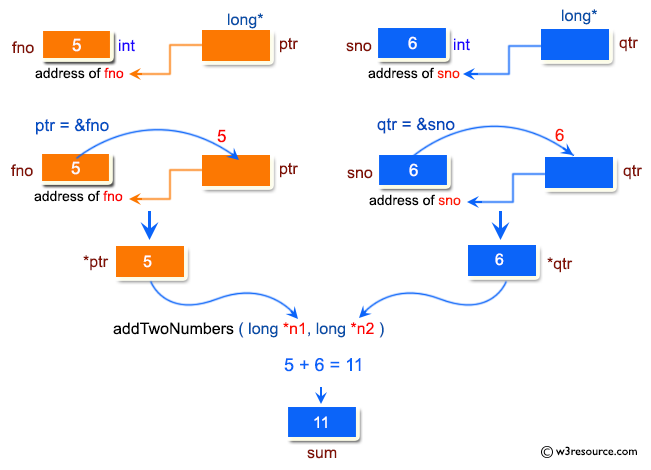 long* long*
fno 5 int ptr sno 6 int qtr
address of fno address of sno
ptr = &fno 5 qtr = &sno 6
fno 5 ptr sno 6 qtr
address of fno address of sno
*ptr 5 6 *qtr
addTwoNumbers ( long *n1, long *n2 )
5 + 6 = 11
11
sum
© w3resource.com